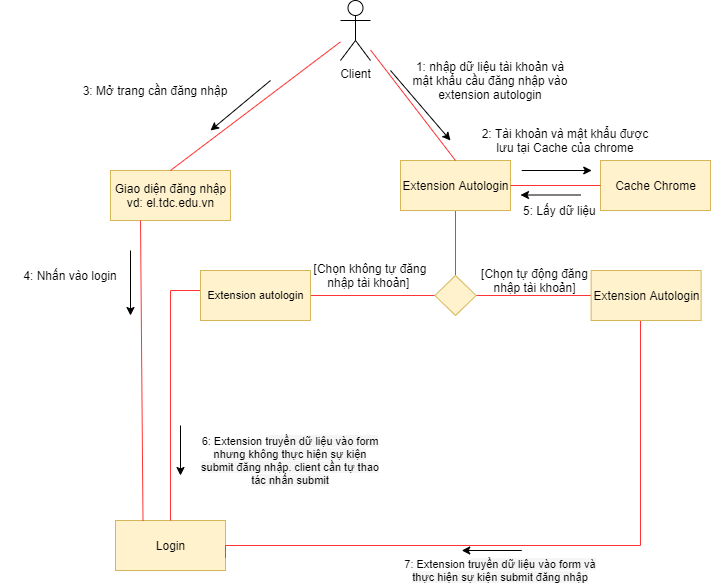 Client
1: nhập dữ liệu tài khoản và
mật khẩu cầu đăng nhập vào
extension autologin
3: Mở trang cần đăng nhập
2: Tài khoản và mật khẩu được
lưu tại Cache của chrome
Giao diện đăng nhập
vd: el.tdc.edu.vn
Extension Autologin
Cache Chrome
5: Lấy dữ liệu
4: Nhấn vào login
[Chọn không tự đăng
nhập tài khoản]
[Chọn tự động đăng
nhập tài khoản]
Extension autologin
Extension Autologin
6: Extension truyền dữ liệu vào form
nhưng không thực hiện sự kiện
submit đăng nhập. client cần tự thao
tác nhấn submit
Login
7: Extension truyền dữ liệu vào form và
thực hiện sự kiện submit đăng nhập